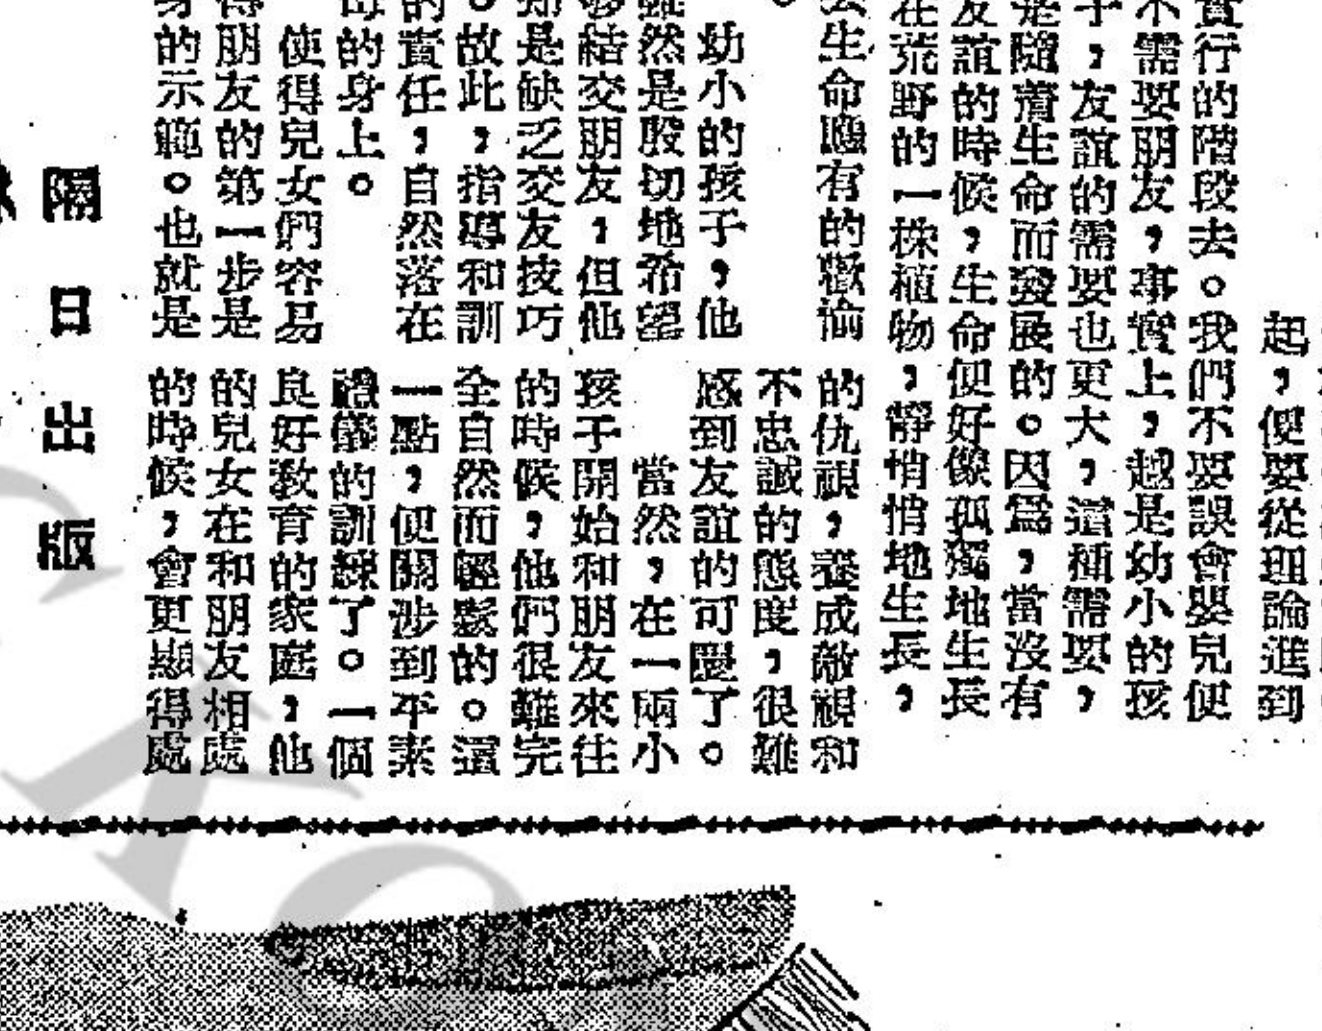 起，便要從理論進到
實行的階段去。我們不要誤會嬰兒便
不需要朋友，事實上，越是幼小的孩
子，友誼的需要也更大，這種需要，
是隨着生命而發展的。因爲，當沒有
友誼的時候，生命便好像孤獨地生長
在荒野的一株植物，靜悄悄地生長，
去生命應有的歡愉
幼小的孩子，他
雖然是殷切地希望
够結交朋友，但他
却是缺乏交友技巧
。故此，指導和訓
的責任，自然落在
母的身上。
使得兒女們容易
得朋友的第一步是
身的示範。也就是
的仇視，養成敵視和
不忠誠的態度，很難
感到友誼的可愛了。
當然，在一兩小
孩子開始和朋友來往
的時候，他們很難完
全自然而輕鬆的。這
一點，便關涉到平素
禮儀的訓練了。一個
良好教育的家庭，他
的兒女在和朋友相處
的時候，會更顯得處
隔日出版